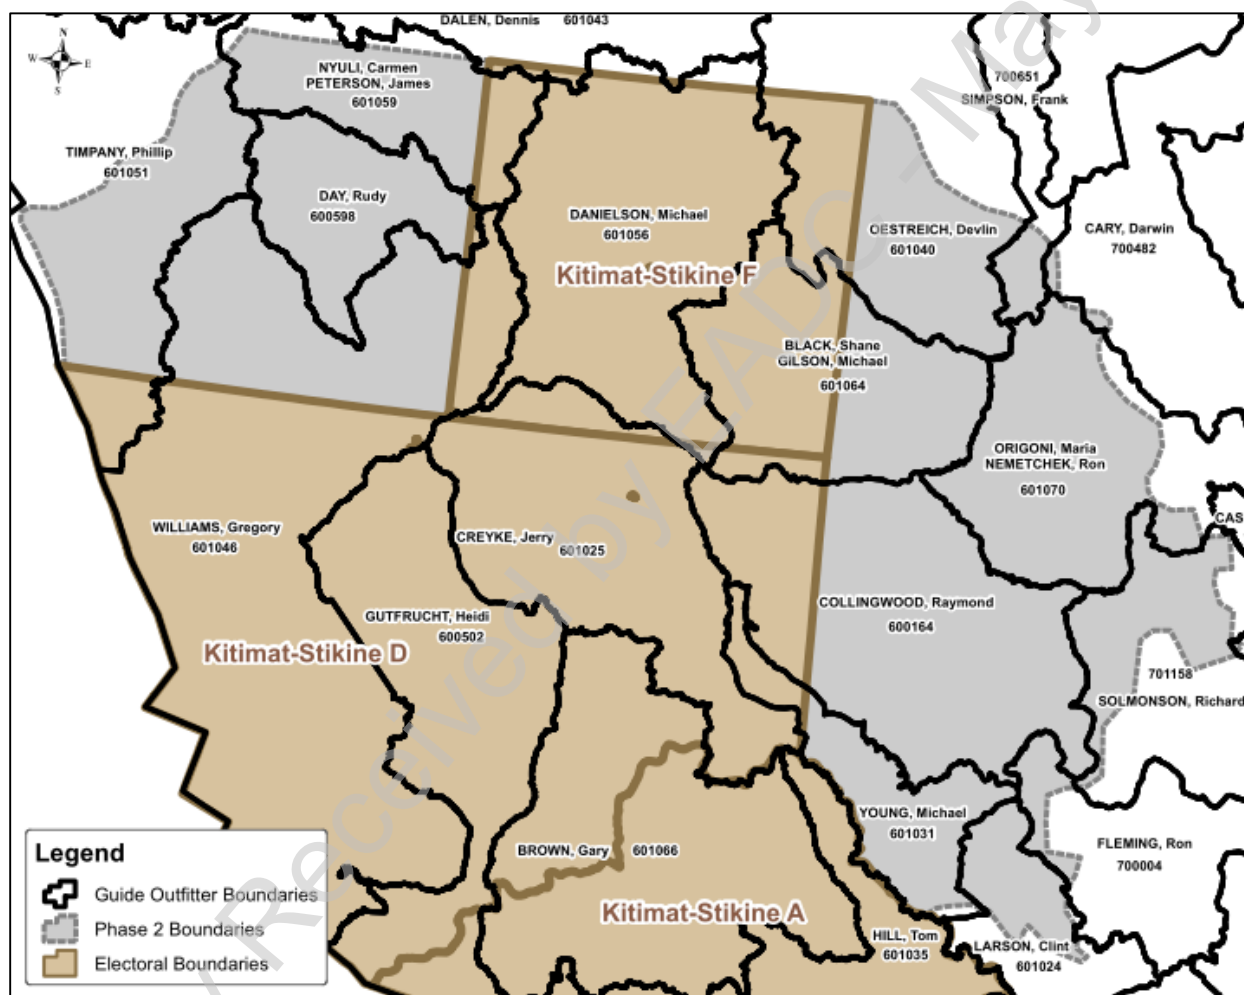 DALEN, Dennis 601043
N
W E
S
NYULI, Carmen
PETERSON, James
601059
700651
SIMPSON, Frank
TIMPANY, Phillip
601051
DAY, Rudy
600598
DANIELSON, Michael
601056
OESTREICH, Devlin
601040
CARY, Darwin
700482
Kitimat-Stikine F
BLACK, Shane
GILSON, Michael
601064
ORIGONI, Maria
NEMETCHEK, Ron
601070
CAS
WILLIAMS, Gregory
601046
CREYKE, Jerry 601025
COLLINGWOOD, Raymond
600164
GUTFRUCHT, Heidi
600502
Kitimat-Stikine D
701158
SOLMONSON, Richard
YOUNG, Michael
601031
BROWN, Gary 601066
FLEMING, Ron
700004
Kitimat-Stikine A
HILL, Tom
601035
LARSON, Clint
601024
Legend
Guide Outfitter Boundaries
Phase 2 Boundaries
Electoral Boundaries
Received by EADC - May